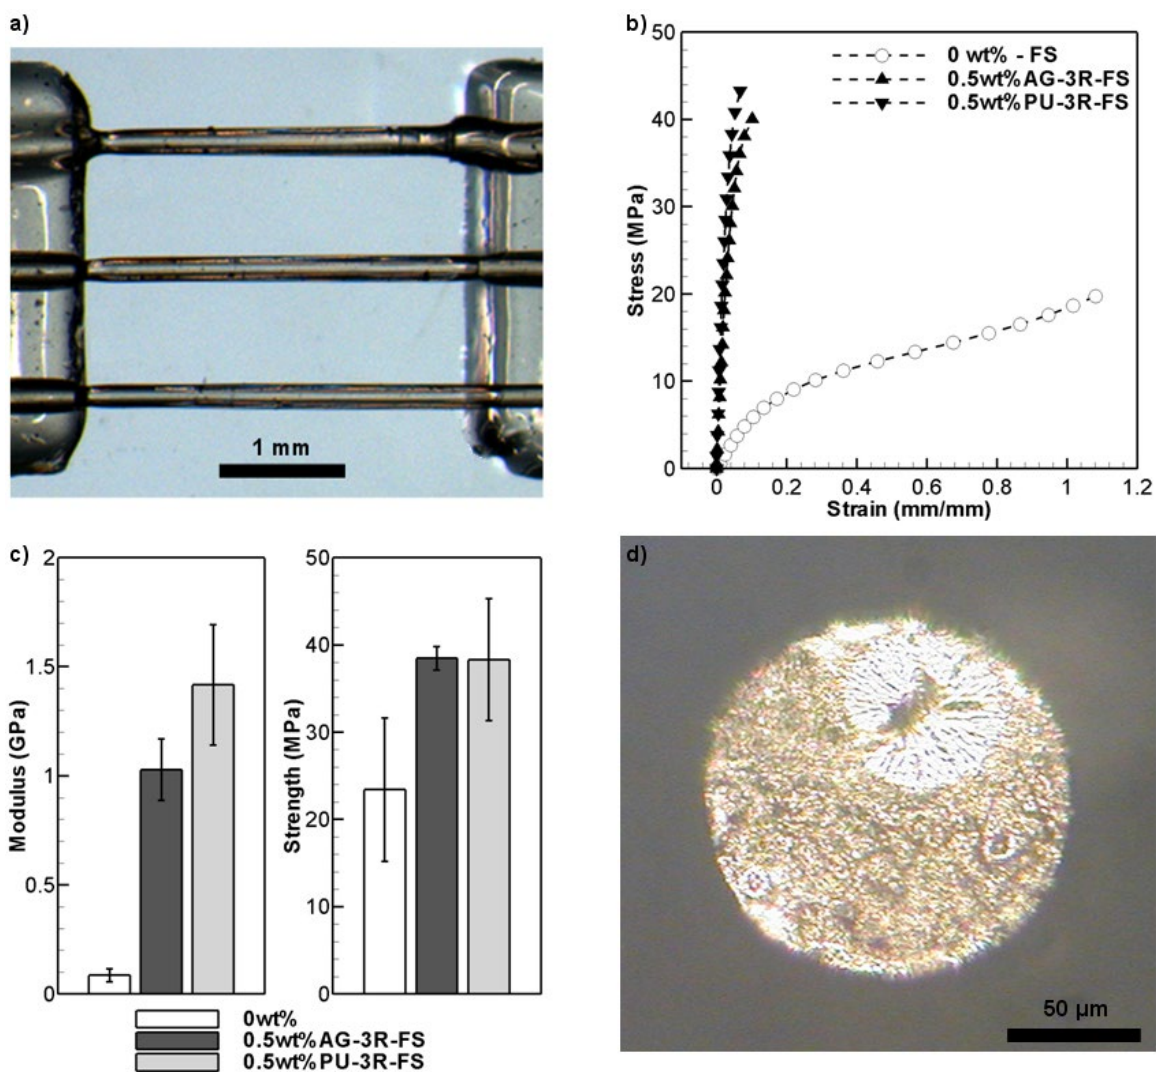 a)
1 mm
b)
50
40
30
20
10
0
Stress (MPa)
0 wt% - FS
0.5wt%AG-3R-FS
0.5wt%PU-3R-FS
0 0.2 0.4 0.6 0.8 1 1.2
Strain (mm/mm)
c)
2
1.5
1
0.5
0
Modulus (GPa)
50
40
30
20
10
0
Strength (MPa)
0wt%
0.5wt%AG-3R-FS
0.5wt%PU-3R-FS
d)
50 µm